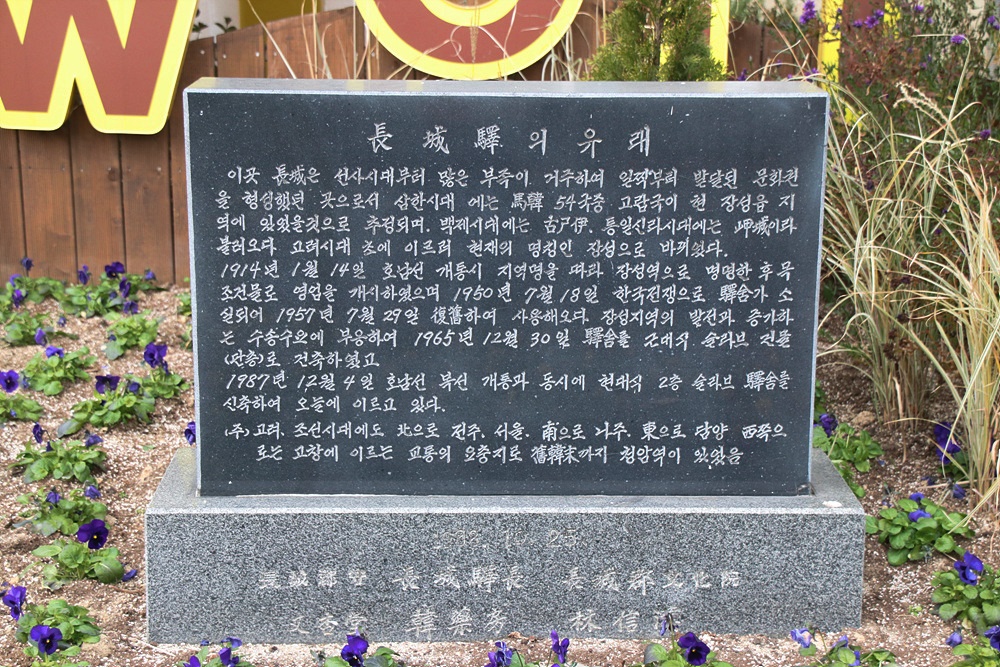 W O
長城驛의유래
이곳 長城은 선사시대부터 많은 부족이 거주하여 일찍부터 발달된 문화권
을 형성했던 곳으로서 삼한시대 에는 馬韓 54국중 고랍국이 현 장성읍 지
역에 있었을것으로 추정되며, 백제시대에는 古尸伊, 통일신라시대에는 岬城이라
불러오다. 고려시대 초에 이르러 현재의 명칭인 장성으로 바뀌었다.
1914年 1월 14일 호남선 개통시 지역명을 따라 장성역으로 명명한 후 목
조건물로 영업을 개시하였으며 1950년 7월 18일 한국전쟁으로 驛舍가 소
실되어 1957年 7월 29일 復舊하여 사용해오다. 장성지역의 발전과 증가하
는 수송수요에 부응하여 1965년 12월 30일 驛舍를 근대식 슬라브 건물
(단층)로 건축하였고
1987년 12월 4일 호남선 복선 개통과 동시에 현대식 2층 슬라브 驛舍를
신축하여 오늘에 이르고 있다.
(주) 고려, 조선시대에도 北으로 전주, 서울, 南으로 나주, 東으로 담양 西쪽으
로는 고창에 이르는 교통의 요충지로 舊韓末까지 청암역이 있었음
長城驛長 長城郡文化院
林信